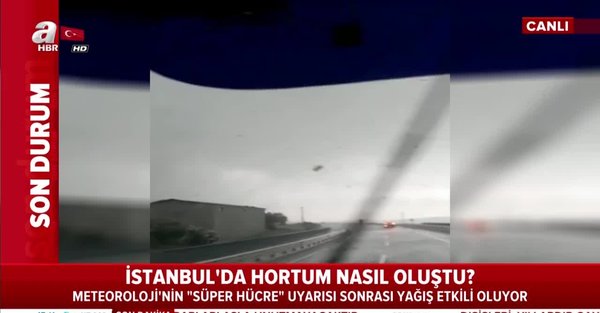 a
HBR
HD
CANLI
SON DURUM
İSTANBUL'DA HORTUM NASIL OLUŞTU?
METEOROLOJİ'NİN "SÜPER HÜCRE" UYARISI SONRASI YAĞIŞ ETKİLİ OLUYOR